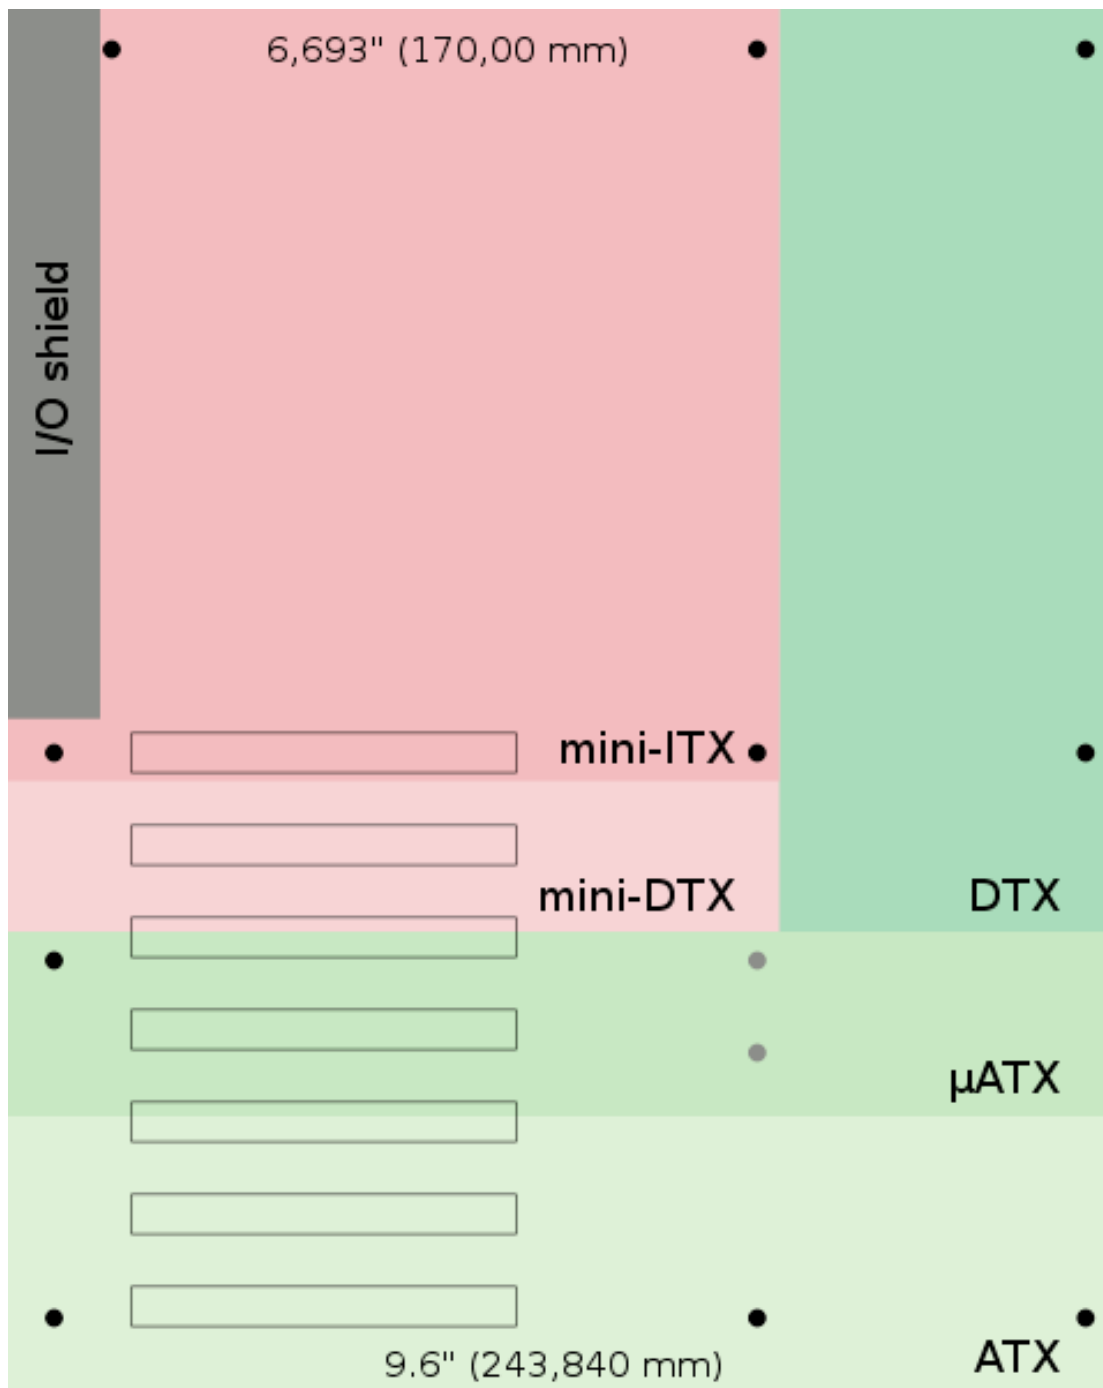 6,693" (170,00 mm)
I/O shield
mini-ITX
mini-DTX
DTX
µATX
9.6" (243,840 mm)
ATX